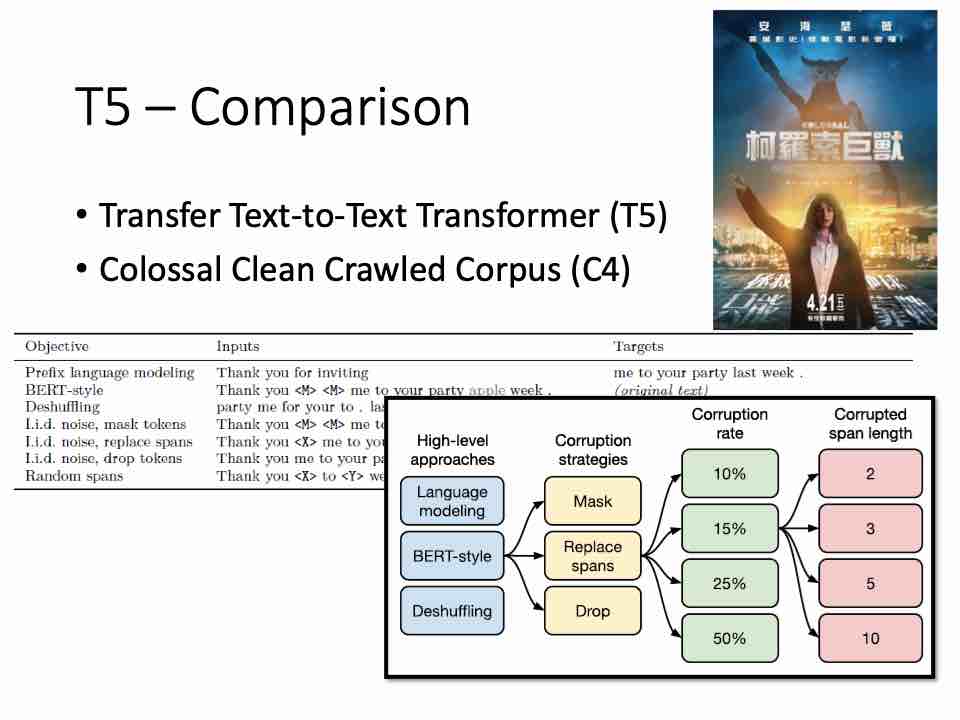 T5 – Comparison
• Transfer Text-to-Text Transformer (T5)
• Colossal Clean Crawled Corpus (C4)
安海瑟薇
COLOSSAL
柯羅索巨獸
4.21
Objective Inputs Targets
Prefix language modeling Thank you for inviting me to your party last week .
BERT-style Thank you <M> <M> me to your party apple week . (original text)
Deshuffling party me for your to . las
I.i.d. noise, mask tokens Thank you <M> <M> me to
I.i.d. noise, replace spans Thank you <X> me to you
I.i.d. noise, drop tokens Thank you me to your pa
Random spans Thank you <X> to <Y> we
High-level approaches
Language modeling
BERT-style
Deshuffling
Corruption strategies
Mask
Replace spans
Drop
Corruption rate
10%
15%
25%
50%
Corrupted span length
2
3
5
10